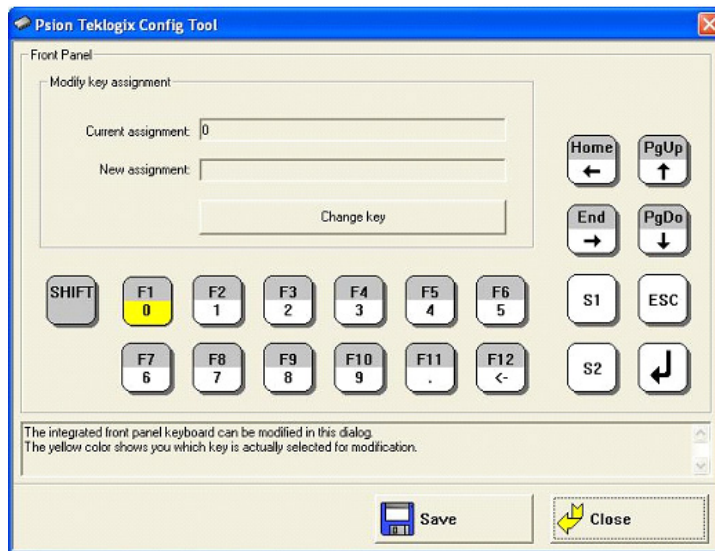 Psion Teklogix Config Tool
Front Panel
Modify key assignment
Current assignment: 0
New assignment:
Change key
Home PgUp
← ↑
End PgDo
→ ↓
SHIFT F1 F2 F3 F4 F5 F6 S1 ESC
0 1 2 3 4 5
F7 F8 F9 F10 F11 F12 S2 ↲
6 7 8 9 . <-
The integrated front panel keyboard can be modified in this dialog.
The yellow color shows you which key is actually selected for modification.
Save Close